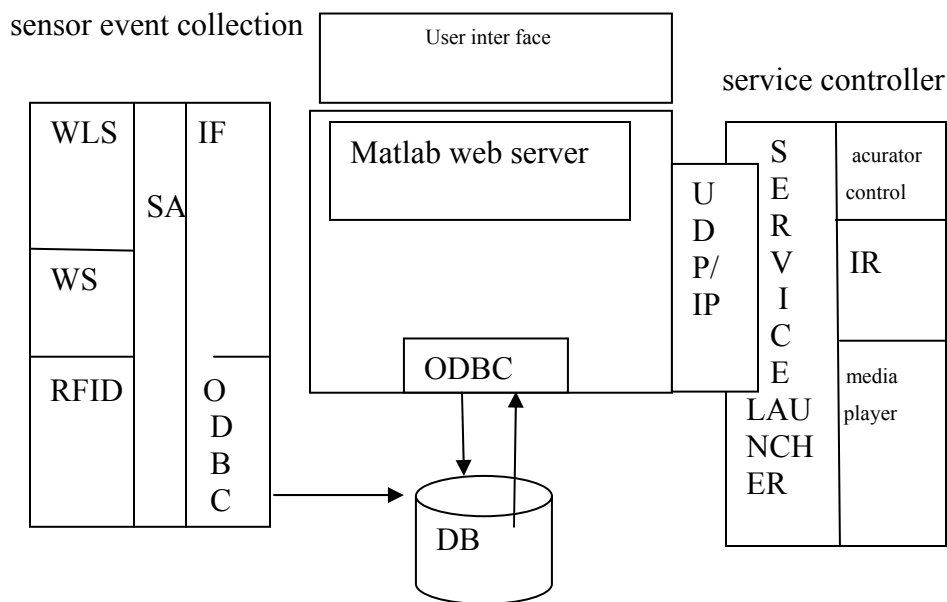 sensor event collection
User inter face
service controller
WLS
IF
SA
WS
RFID
O
D
B
C
Matlab web server
ODBC
DB
U
D
P/
IP
S
E
R
V
I
C
E
LAU
NCH
ER
acurator
control
IR
media
player